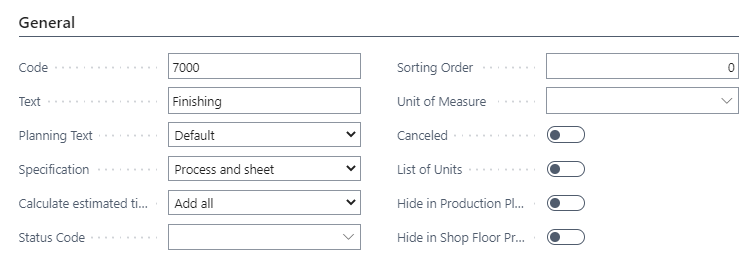 General
Code 7000
Text Finishing
Planning Text Default
Specification Process and sheet
Calculate estimated ti... Add all
Status Code
Sorting Order 0
Unit of Measure
Canceled
List of Units
Hide in Production Pl...
Hide in Shop Floor Pr...